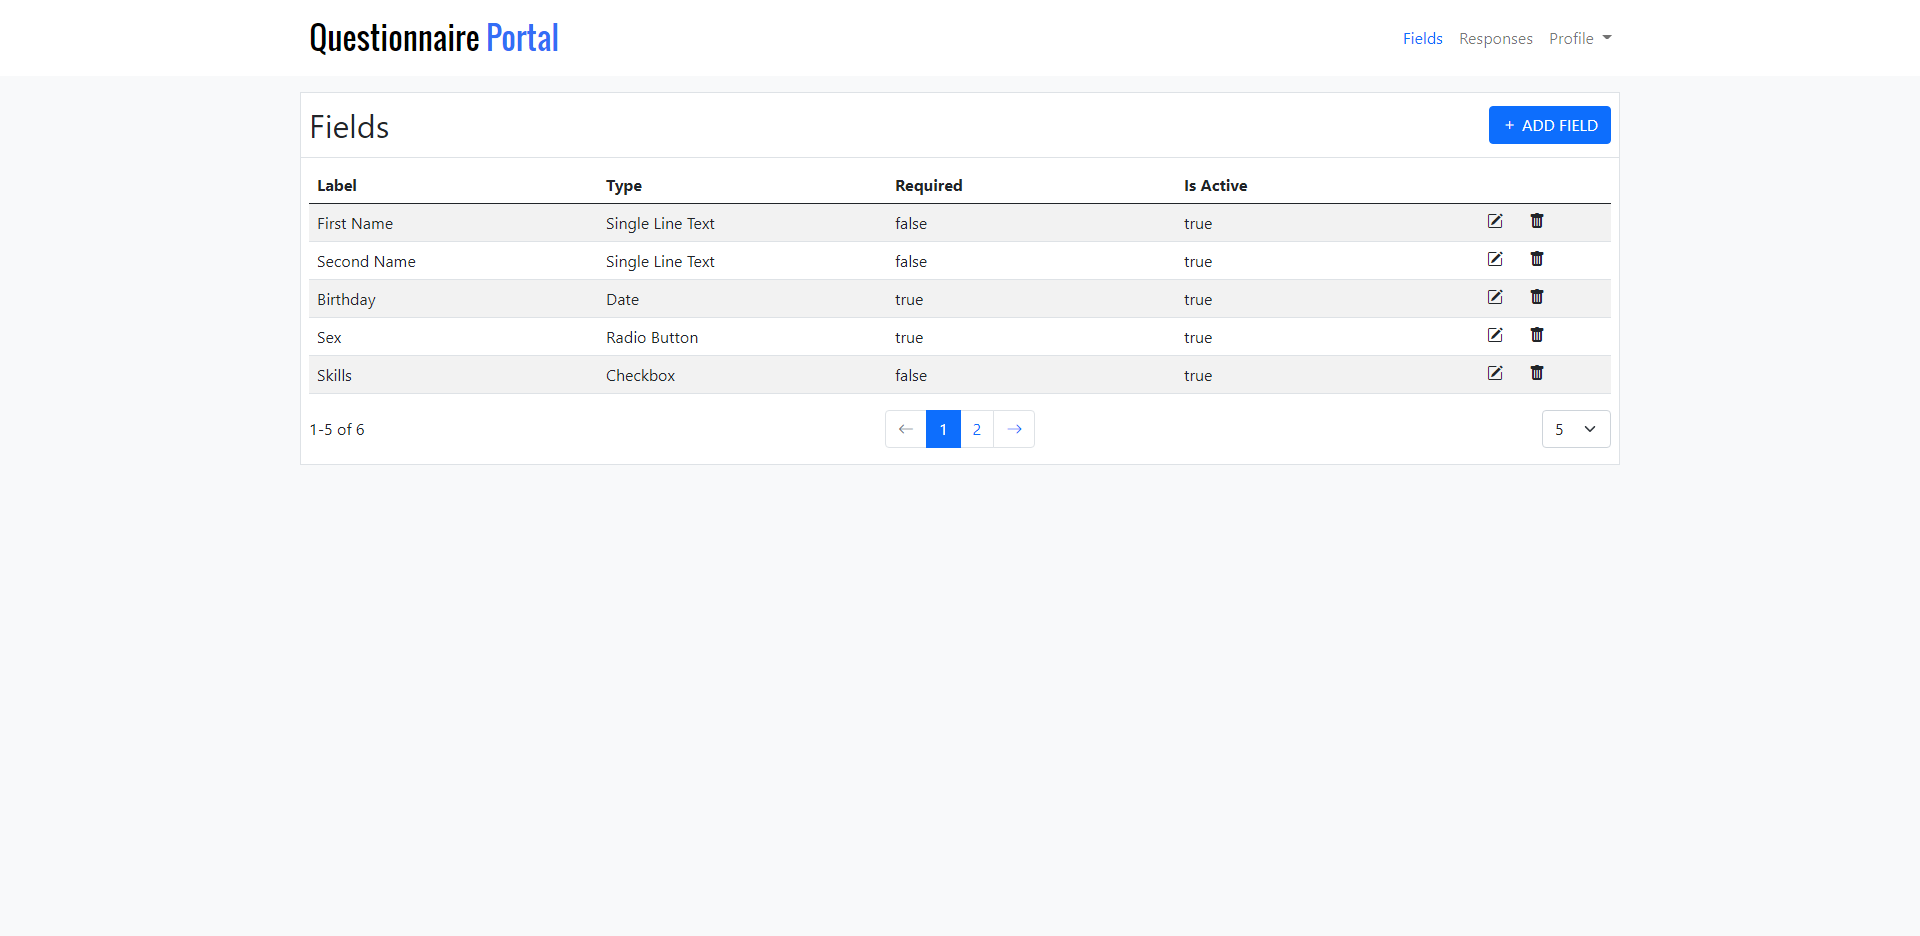 Questionnaire Portal
Fields Responses Profile
Fields
+ ADD FIELD
Label Type Required Is Active
First Name Single Line Text false true
Second Name Single Line Text false true
Birthday Date true true
Sex Radio Button true true
Skills Checkbox false true
1-5 of 6
← 1 2 →
5